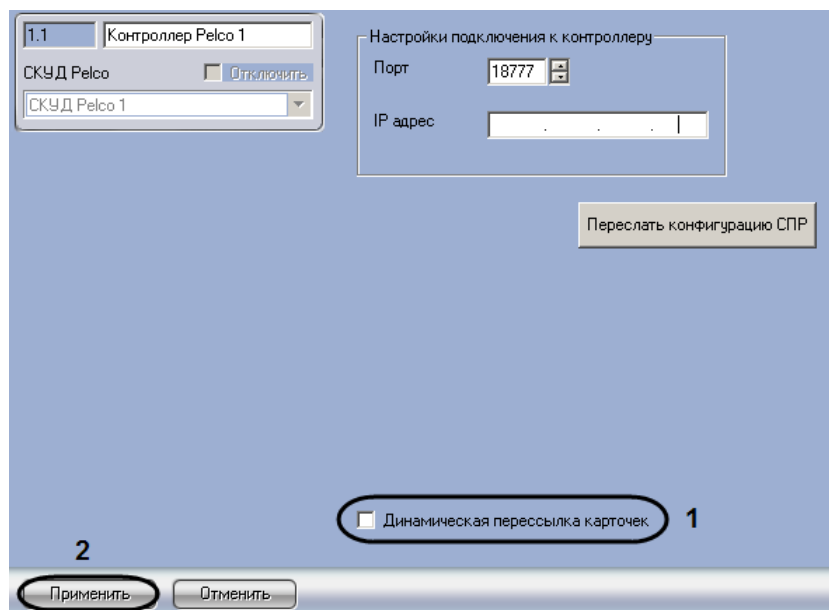 1.1
Контроллер Pelco 1
СКУД Pelco
Отключить
СКУД Pelco 1
Настройки подключения к контроллеру
Порт
18777
IP адрес
. . .
Переслать конфигурацию СПР
Динамическая перессылка карточек
1
2
Применить
Отменить